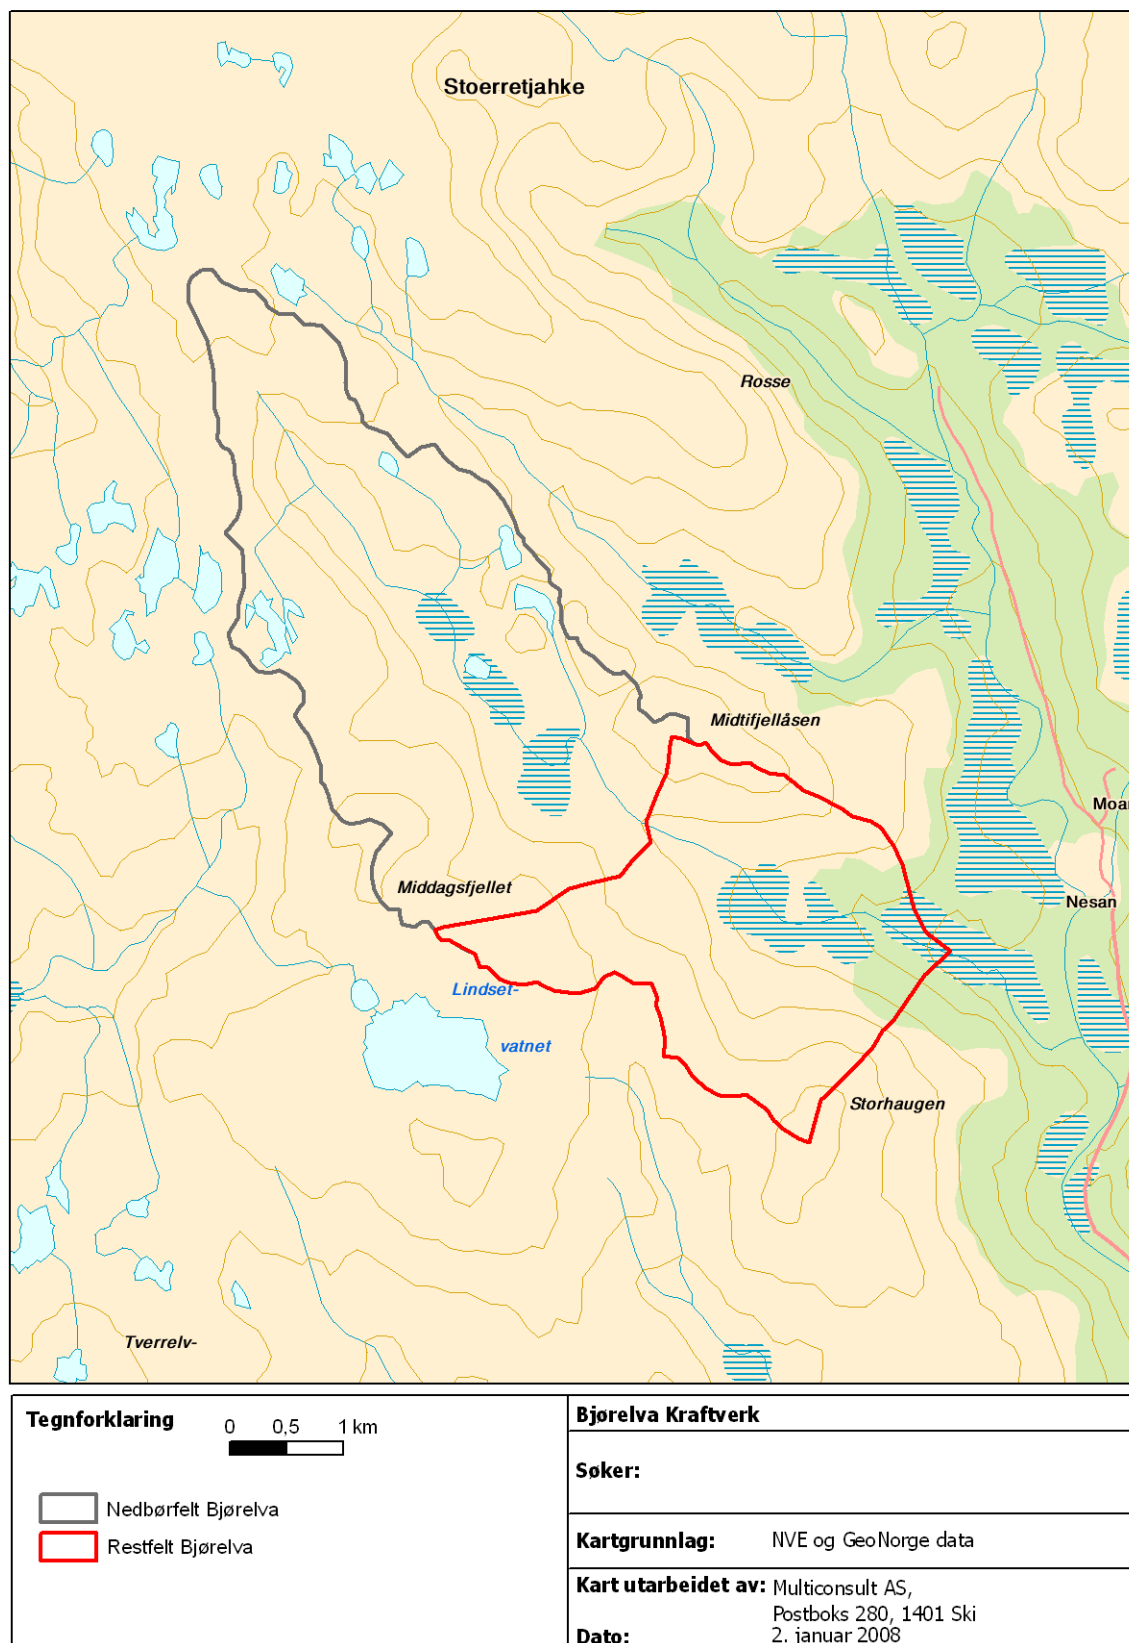 Stoerretjahke
Rosse
Midtifjellåsen
Moar
Middagsfjellet
Nesan
Lindset-
vatnet
Storhaugen
Tverrelv-
Tegnforklaring
0 0,5 1 km
Nedbørfelt Bjørelva
Restfelt Bjørelva
Bjørelva Kraftverk
Søker:
Kartgrunnlag: NVE og GeoNorge data
Kart utarbeidet av: Multiconsult AS,
Postboks 280, 1401 Ski
Dato: 2. januar 2008